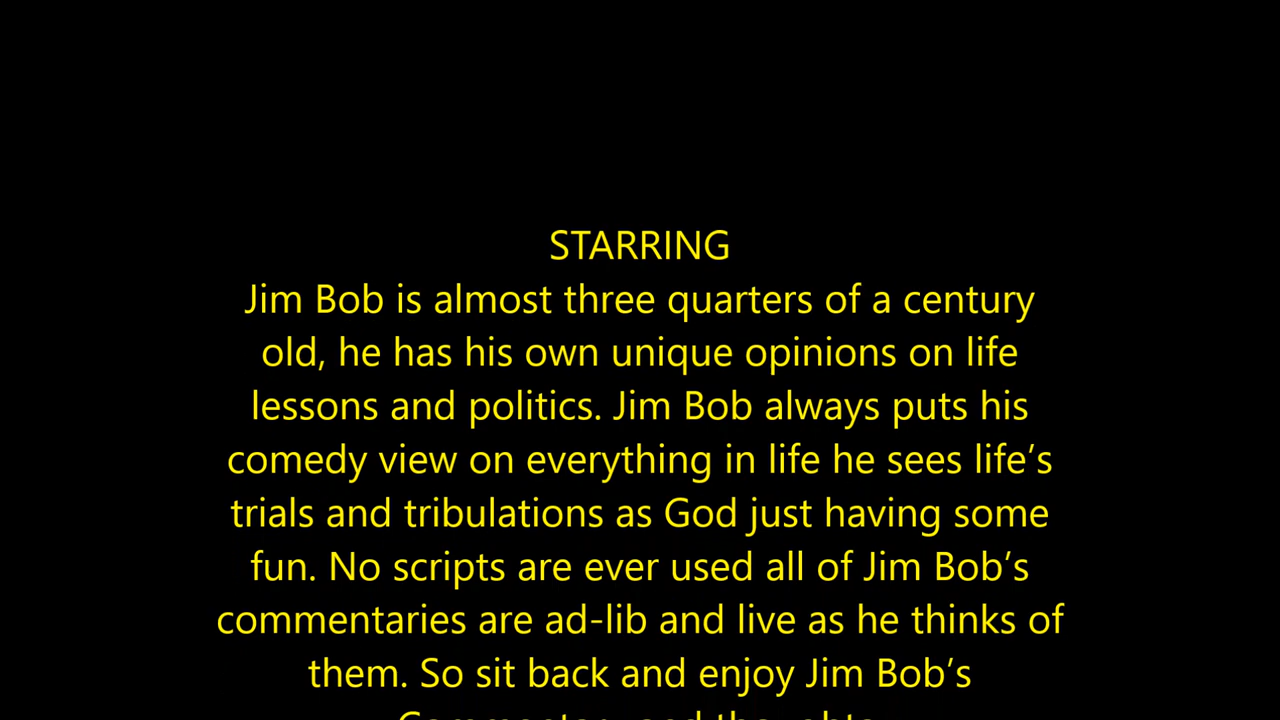 STARRING
Jim Bob is almost three quarters of a century
old, he has his own unique opinions on life
lessons and politics. Jim Bob always puts his
comedy view on everything in life he sees life’s
trials and tribulations as God just having some
fun. No scripts are ever used all of Jim Bob’s
commentaries are ad-lib and live as he thinks of
them. So sit back and enjoy Jim Bob’s
Commentary and thoughts